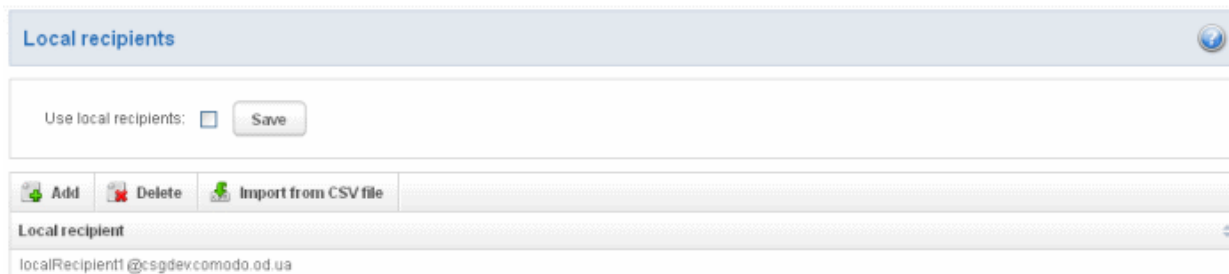 Local recipients
Use local recipients: Save
Add Delete Import from CSV file
Local recipient
localRecipient1@csgdev.comodo.od.ua